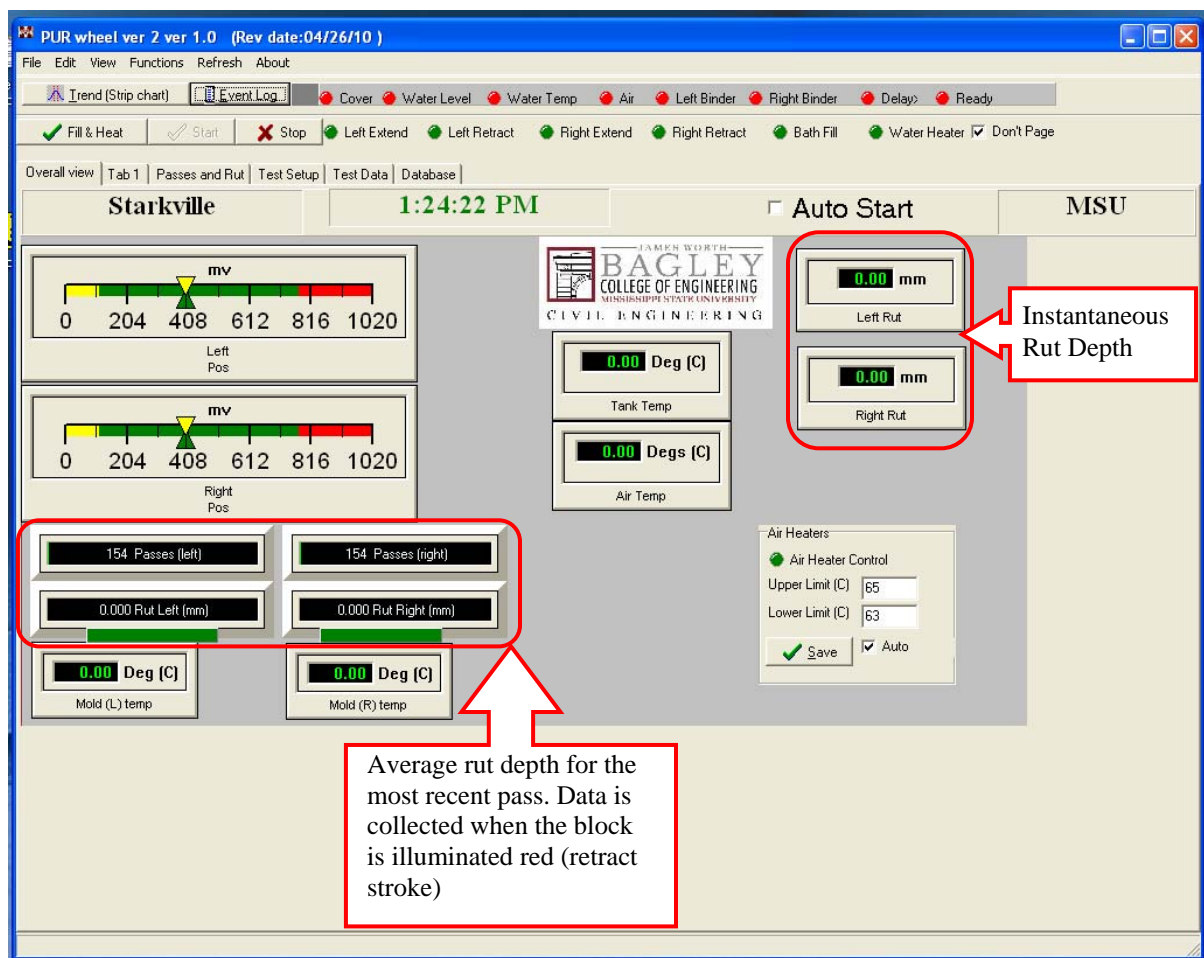 PUR wheel ver 2 ver 1.0 (Rev date:04/26/10 )
File Edit View Functions Refresh About
Trend (Strip chart) Event Log Cover Water Level Water Temp Air Left Binder Right Binder Delay> Ready
Fill & Heat Start Stop Left Extend Left Retract Right Extend Right Retract Bath Fill Water Heater Don't Page
Overall view Tab 1 Passes and Rut Test Setup Test Data Database
Starkville 1:24:22 PM Auto Start MSU
mv
0 204 408 612 816 1020
Left
Pos
mv
0 204 408 612 816 1020
Right
Pos
JAMES WORTH
BAGLEY
COLLEGE OF ENGINEERING
MISSISSIPPI STATE UNIVERSITY
CIVIL ENGINEERING
0.00 mm
Left Rut
0.00 mm
Right Rut
Instantaneous
Rut Depth
0.00 Deg (C)
Tank Temp
0.00 Degs (C)
Air Temp
154 Passes (left)
154 Passes (right)
0.000 Rut Left (mm)
0.000 Rut Right (mm)
0.00 Deg (C)
Mold (L) temp
0.00 Deg (C)
Mold (R) temp
Air Heaters
Air Heater Control
Upper Limit (C) 65
Lower Limit (C) 63
Save Auto
Average rut depth for the
most recent pass. Data is
collected when the block
is illuminated red (retract
stroke)